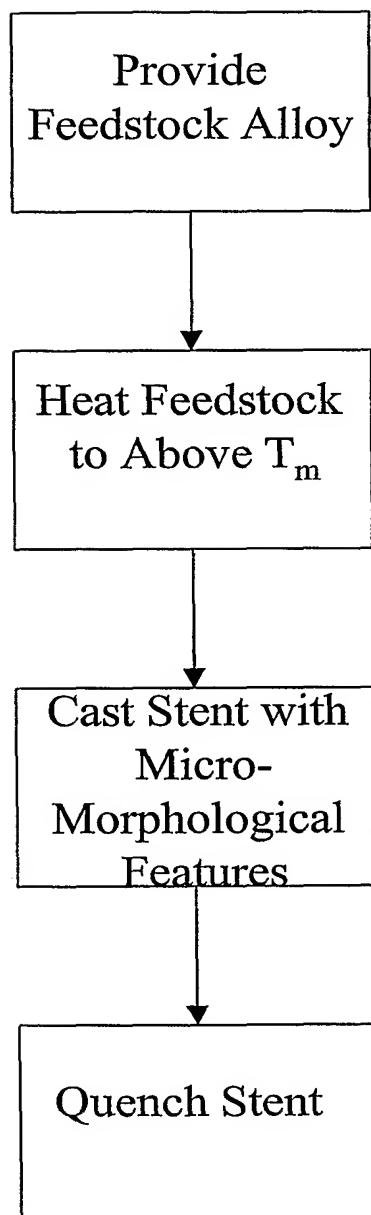 Provide
Feedstock Alloy
Heat Feedstock
to Above Tm
Cast Stent with
Micro-
Morphological
Features
Quench Stent